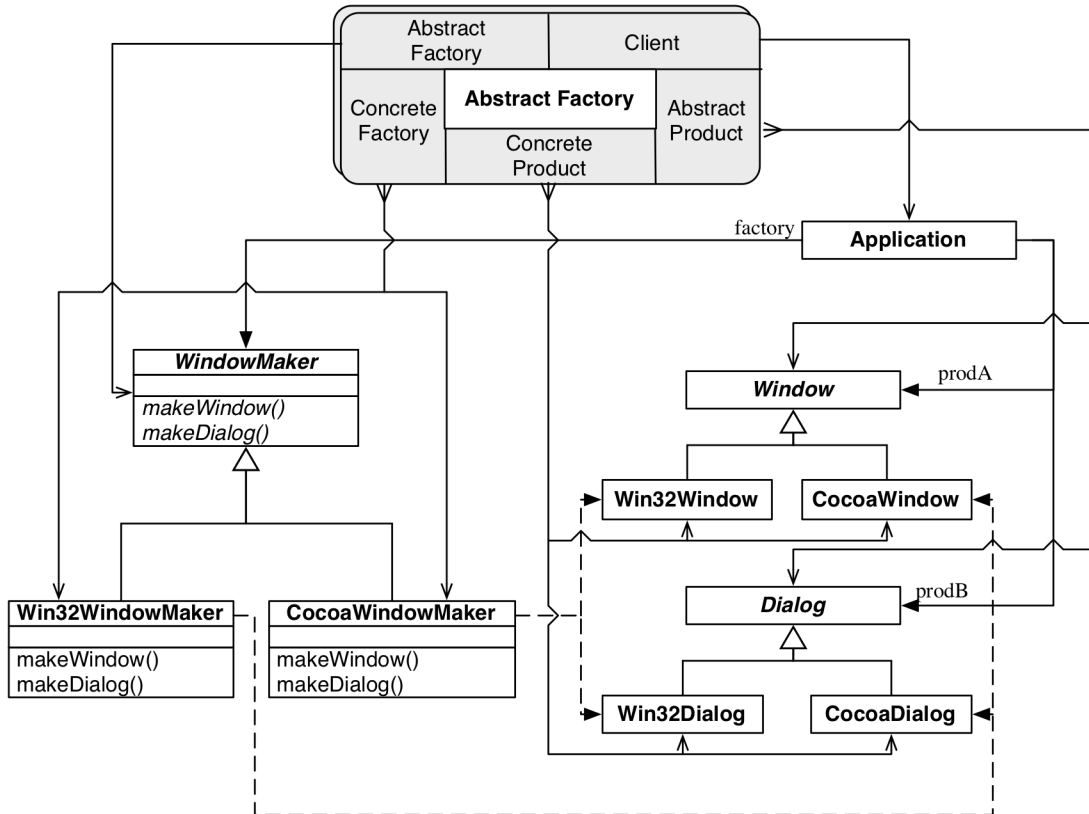 Abstract
Factory
Client
Concrete
Factory
Abstract Factory
Abstract
Product
Concrete
Product
factory
Application
WindowMaker
makeWindow()
makeDialog()
Window
prodA
Win32Window
CocoaWindow
Dialog
prodB
Win32WindowMaker
makeWindow()
makeDialog()
CocoaWindowMaker
makeWindow()
makeDialog()
Win32Dialog
CocoaDialog